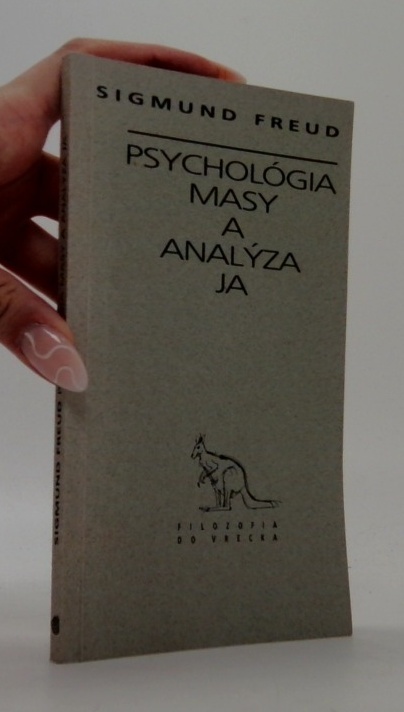 SIGMUND FREUD
PSYCHOLÓGIA
MASY
A
ANALÝZA
JA
FILOZOFIA
DO VRECKA
SIGMUND FREUD